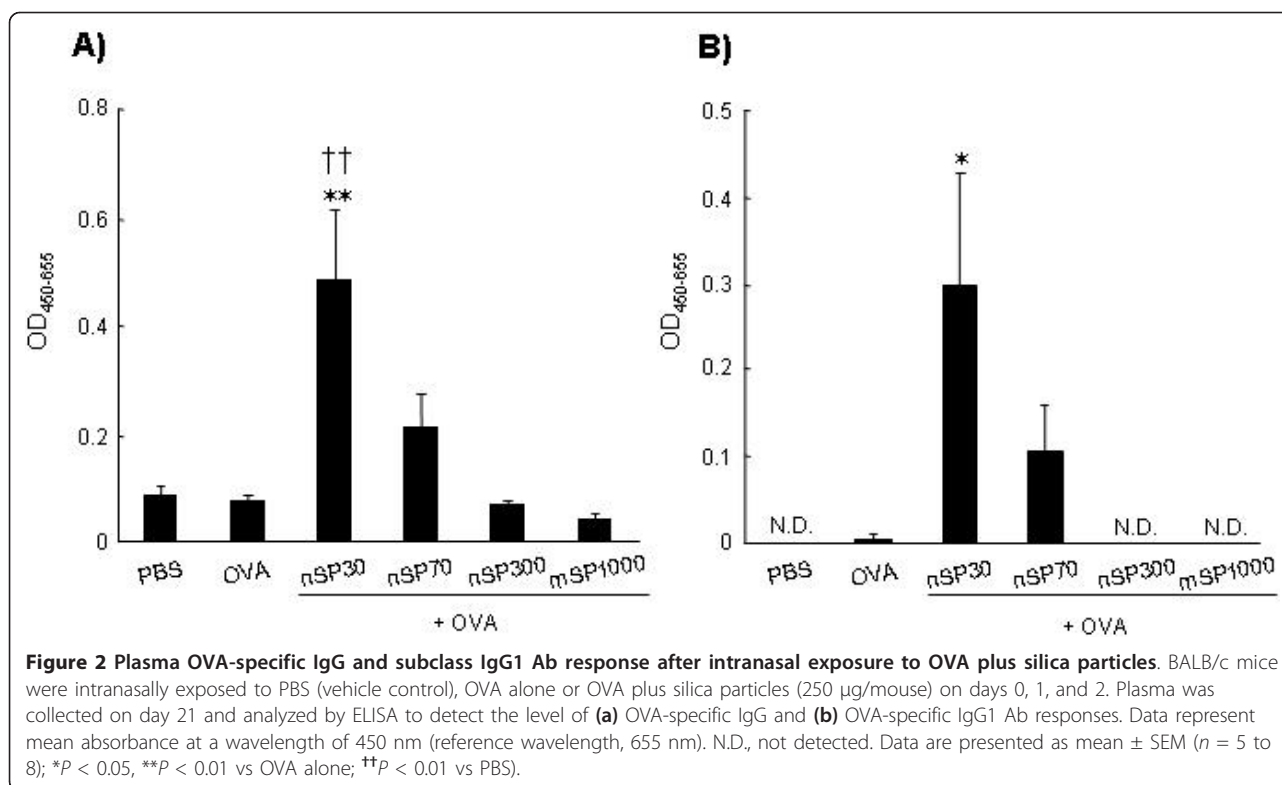 A)
0.8
0.6
0.4
0.2
0
OD450-655
††
**
PBS
OVA
nSP30
nSP70
nSP300
mSP1000
+ OVA
B)
0.5
0.4
0.3
0.2
0.1
0
OD450-655
N.D.
*
N.D.
N.D.
PBS
OVA
nSP30
nSP70
nSP300
mSP1000
+ OVA
Figure 2 Plasma OVA-specific IgG and subclass IgG1 Ab response after intranasal exposure to OVA plus silica particles. BALB/c mice
were intranasally exposed to PBS (vehicle control), OVA alone or OVA plus silica particles (250 μg/mouse) on days 0, 1, and 2. Plasma was
collected on day 21 and analyzed by ELISA to detect the level of (a) OVA-specific IgG and (b) OVA-specific IgG1 Ab responses. Data represent
mean absorbance at a wavelength of 450 nm (reference wavelength, 655 nm). N.D., not detected. Data are presented as mean ± SEM (n = 5 to
8); *P < 0.05, **P < 0.01 vs OVA alone; ††P < 0.01 vs PBS).